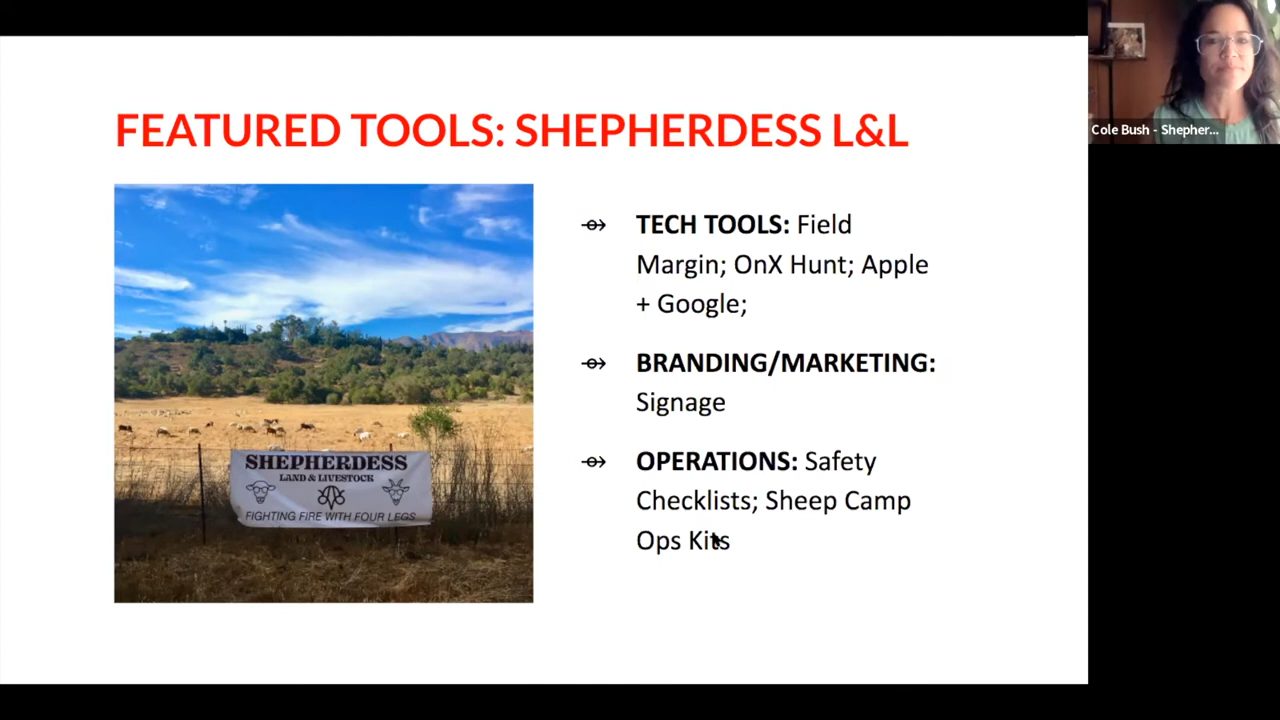 FEATURED TOOLS: SHEPHERDESS L&L
TECH TOOLS: Field
Margin; OnX Hunt; Apple
+ Google;
BRANDING/MARKETING:
Signage
OPERATIONS: Safety
Checklists; Sheep Camp
Ops Kits
SHEPHERDESS
LAND & LIVESTOCK
FIGHTING FIRE WITH FOUR LEGS
Cole Bush - Shepher...